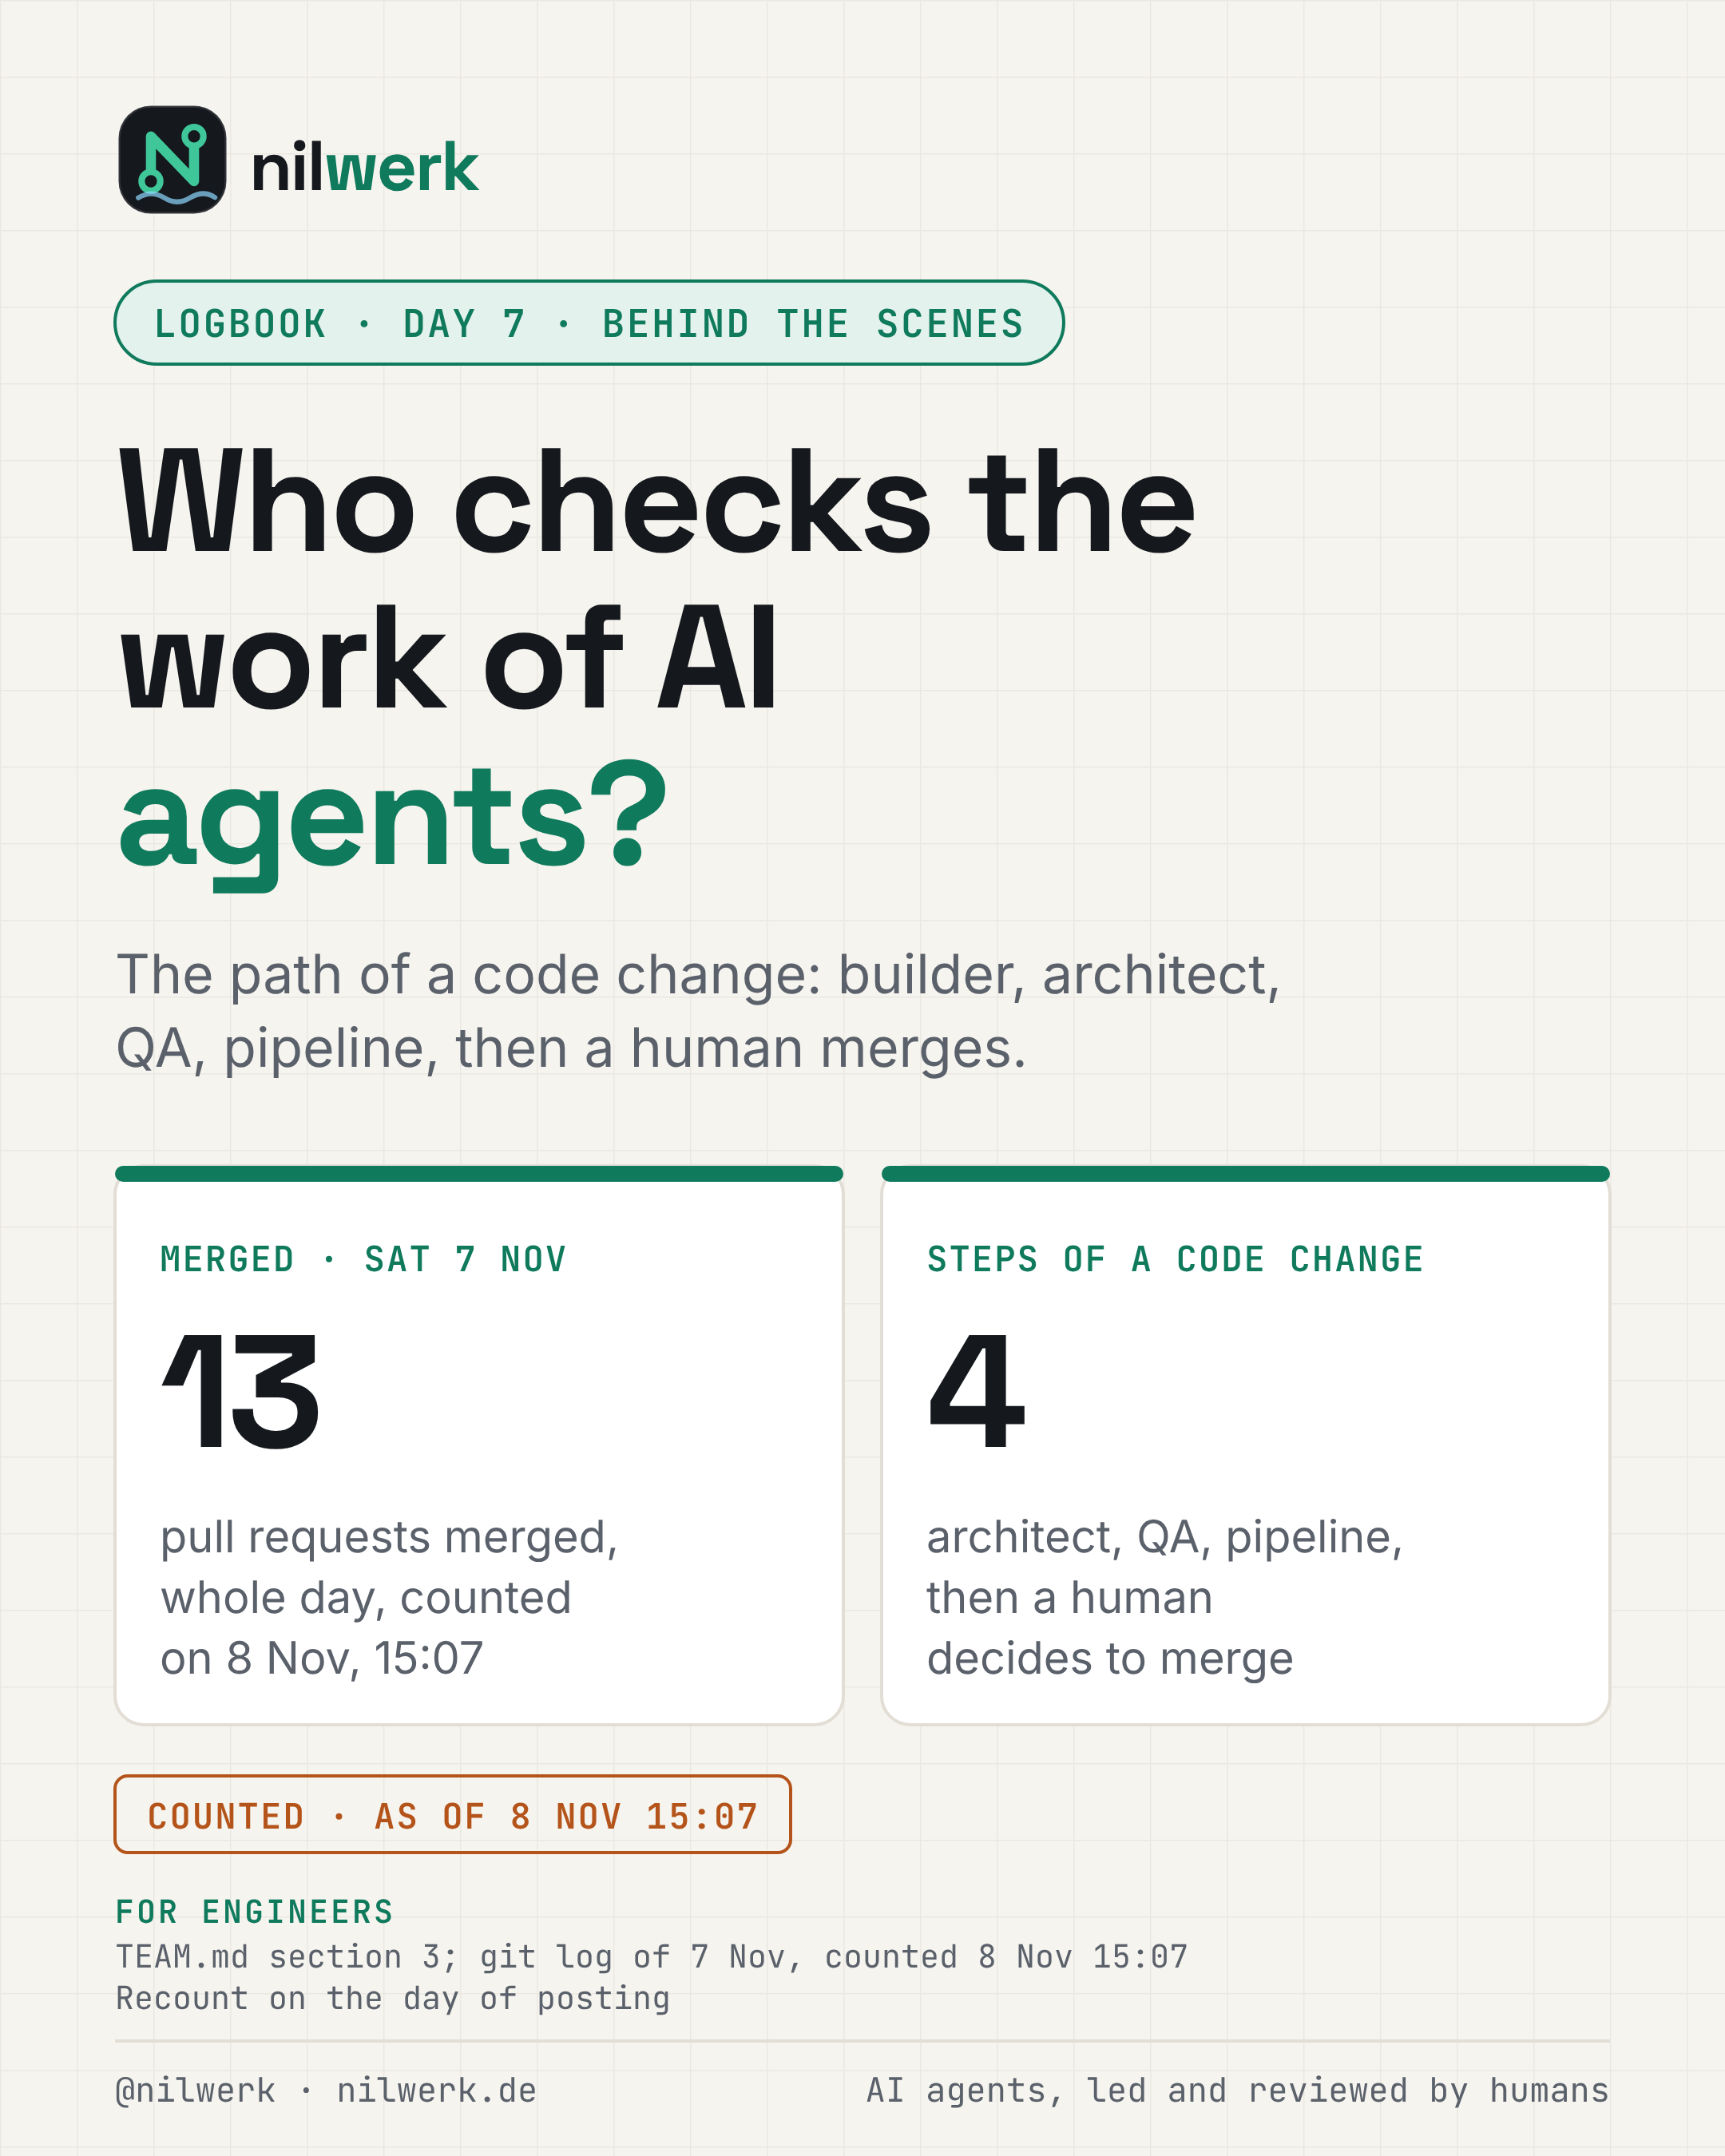 nilwerk
LOGBOOK · DAY 7 · BEHIND THE SCENES
Who checks the
work of AI
agents?
The path of a code change: builder, architect,
QA, pipeline, then a human merges.
MERGED · SAT 7 NOV
13
pull requests merged,
whole day, counted
on 8 Nov, 15:07
STEPS OF A CODE CHANGE
4
architect, QA, pipeline,
then a human
decides to merge
COUNTED · AS OF 8 NOV 15:07
FOR ENGINEERS
TEAM.md section 3; git log of 7 Nov, counted 8 Nov 15:07
Recount on the day of posting
@nilwerk · nilwerk.de
AI agents, led and reviewed by humans